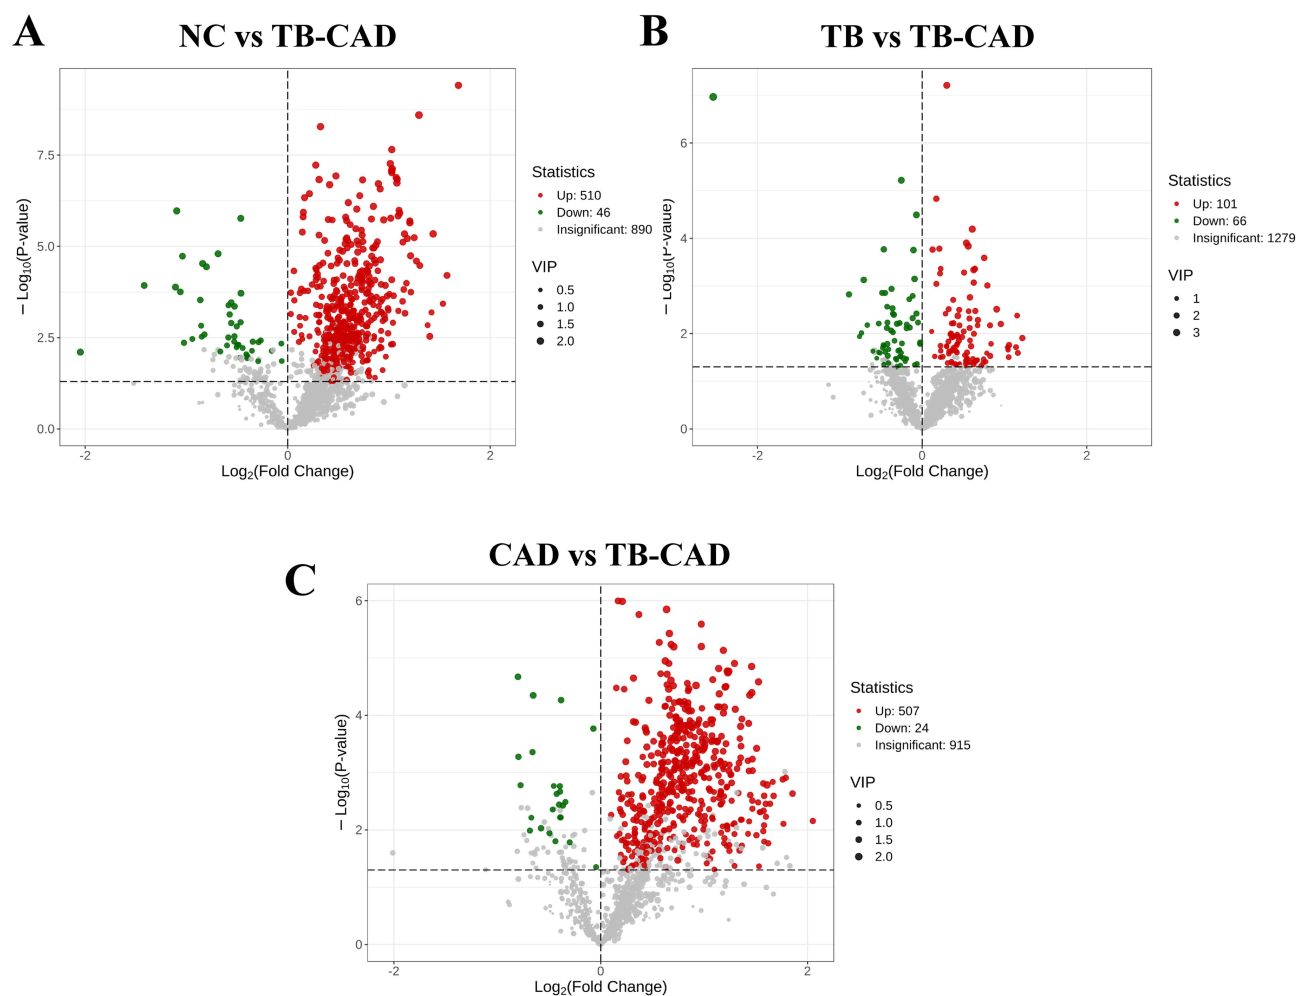 A
NC vs TB-CAD
− Log10(P-value)
7.5
5.0
2.5
0.0
-2
0
2
Log2(Fold Change)
Statistics
Up: 510
Down: 46
Insignificant: 890
VIP
0.5
1.0
1.5
2.0
B
TB vs TB-CAD
− Log10(P-value)
6
4
2
0
-2
0
2
Log2(Fold Change)
Statistics
Up: 101
Down: 66
Insignificant: 1279
VIP
1
2
3
C
CAD vs TB-CAD
− Log10(P-value)
6
4
2
0
-2
0
2
Log2(Fold Change)
Statistics
Up: 507
Down: 24
Insignificant: 915
VIP
0.5
1.0
1.5
2.0